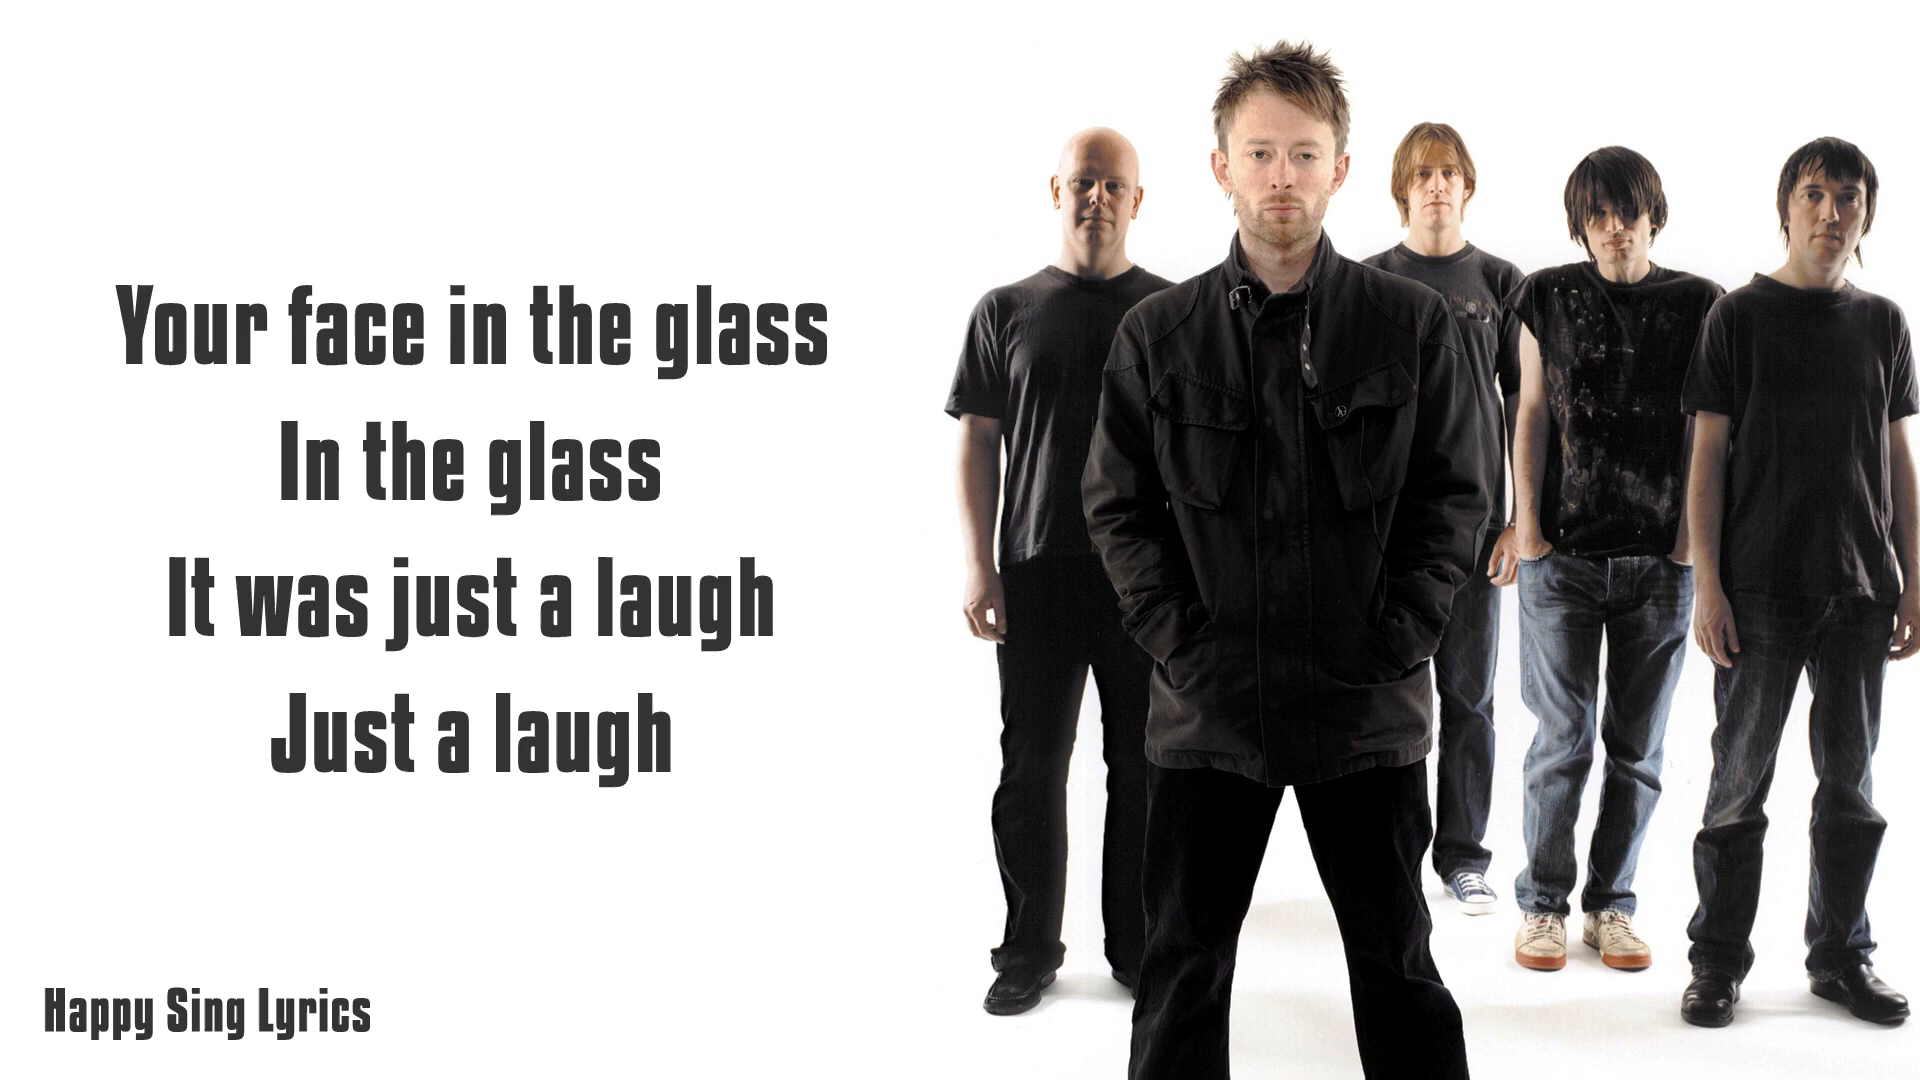 Your face in the glass
In the glass
It was just a laugh
Just a laugh
Happy Sing Lyrics